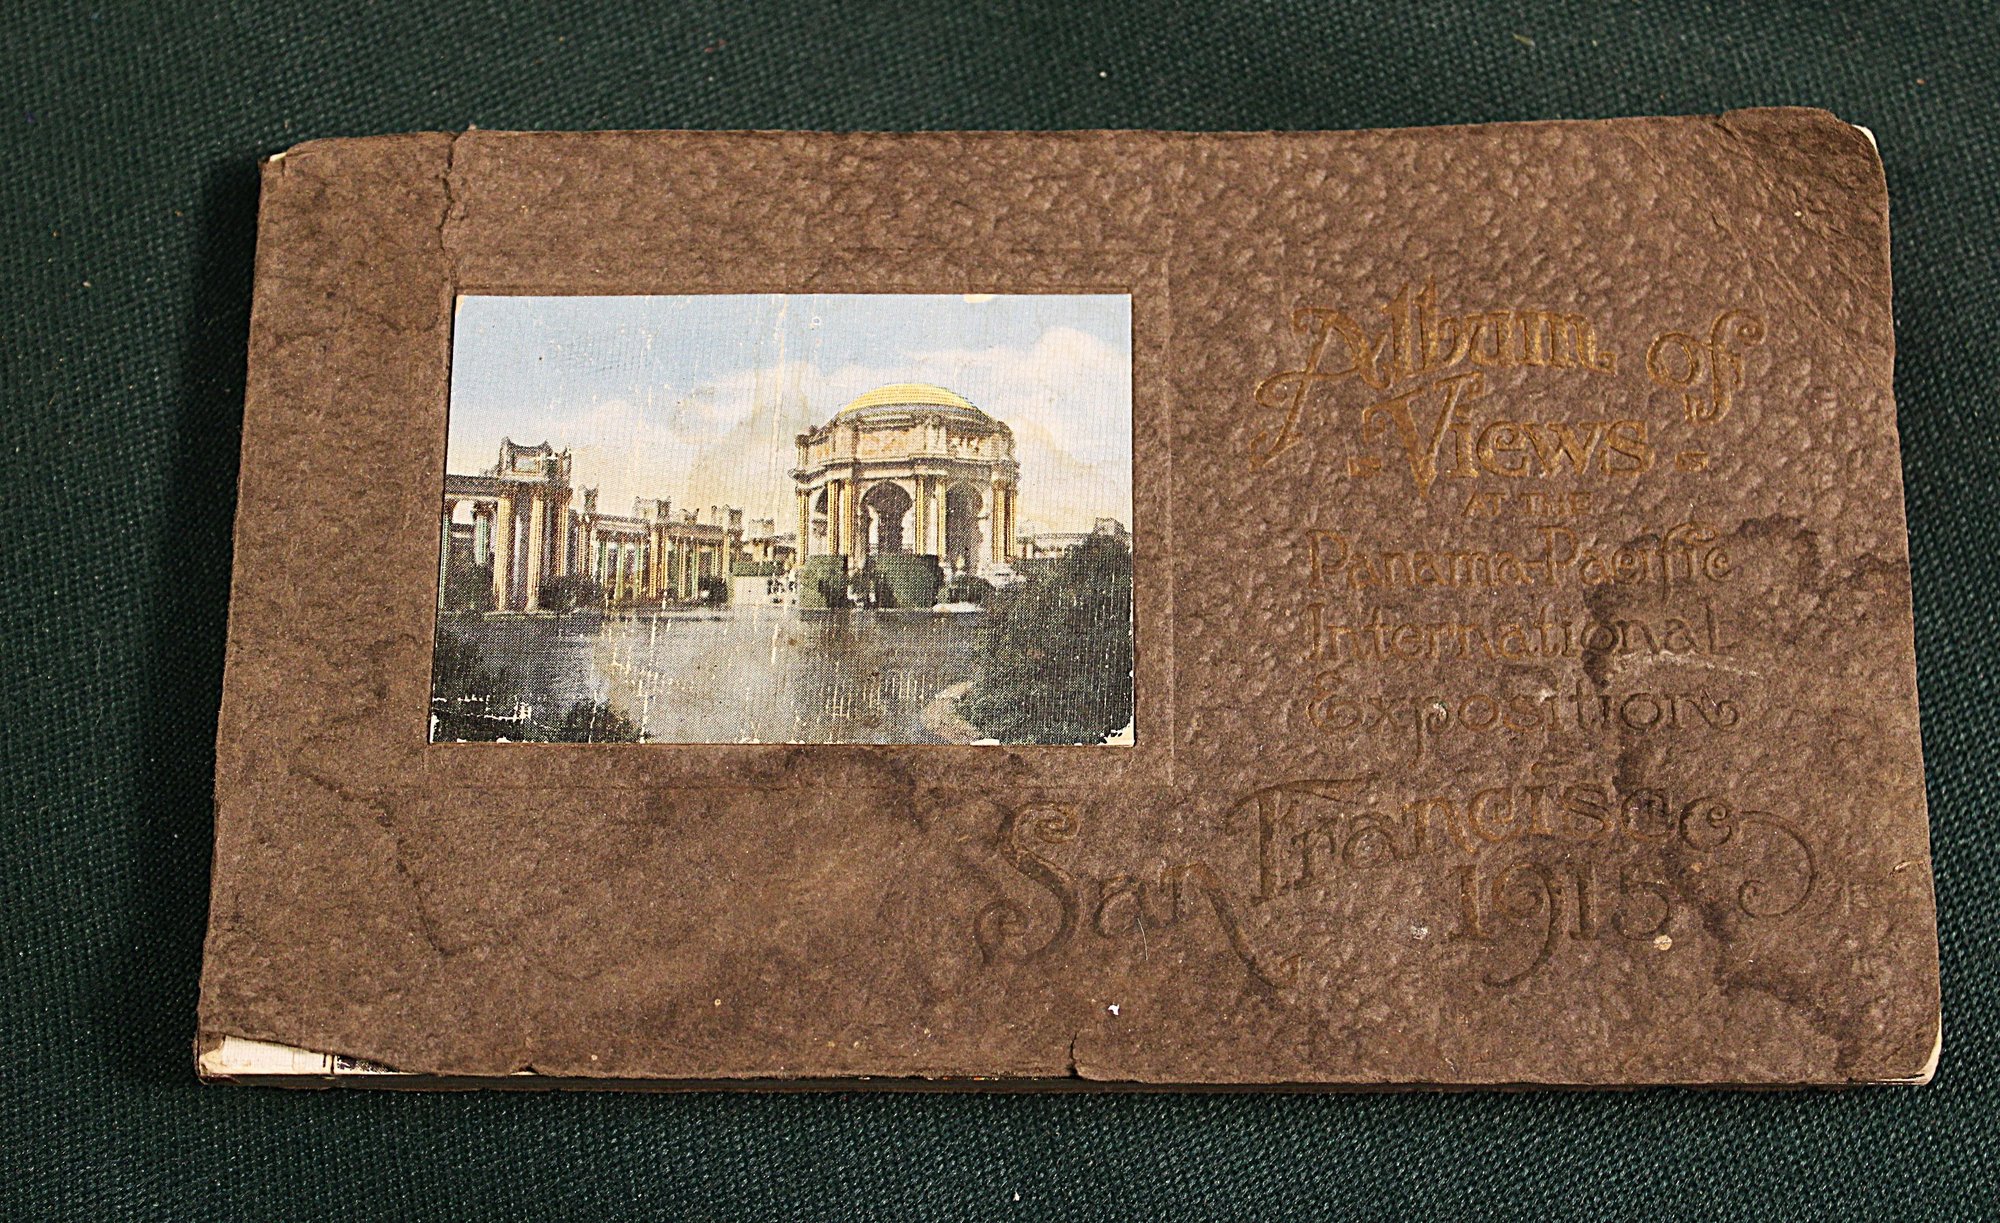 Album of
- Views -
AT THE
Panama-Pacific
International
Exposition
San Francisco
1915